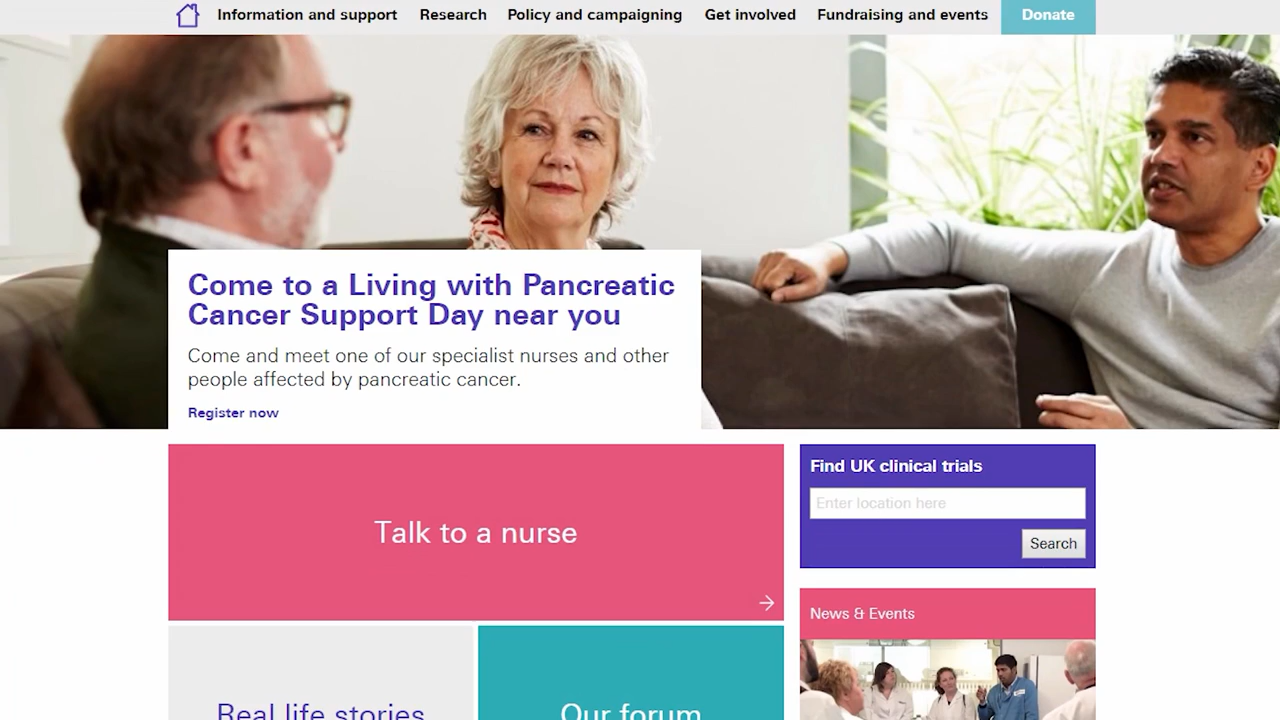 Information and support
Research
Policy and campaigning
Get involved
Fundraising and events
Donate
Come to a Living with Pancreatic
Cancer Support Day near you
Come and meet one of our specialist nurses and other
people affected by pancreatic cancer.
Register now
Talk to a nurse
Find UK clinical trials
Enter location here
Search
News & Events
Real life stories
Our forum